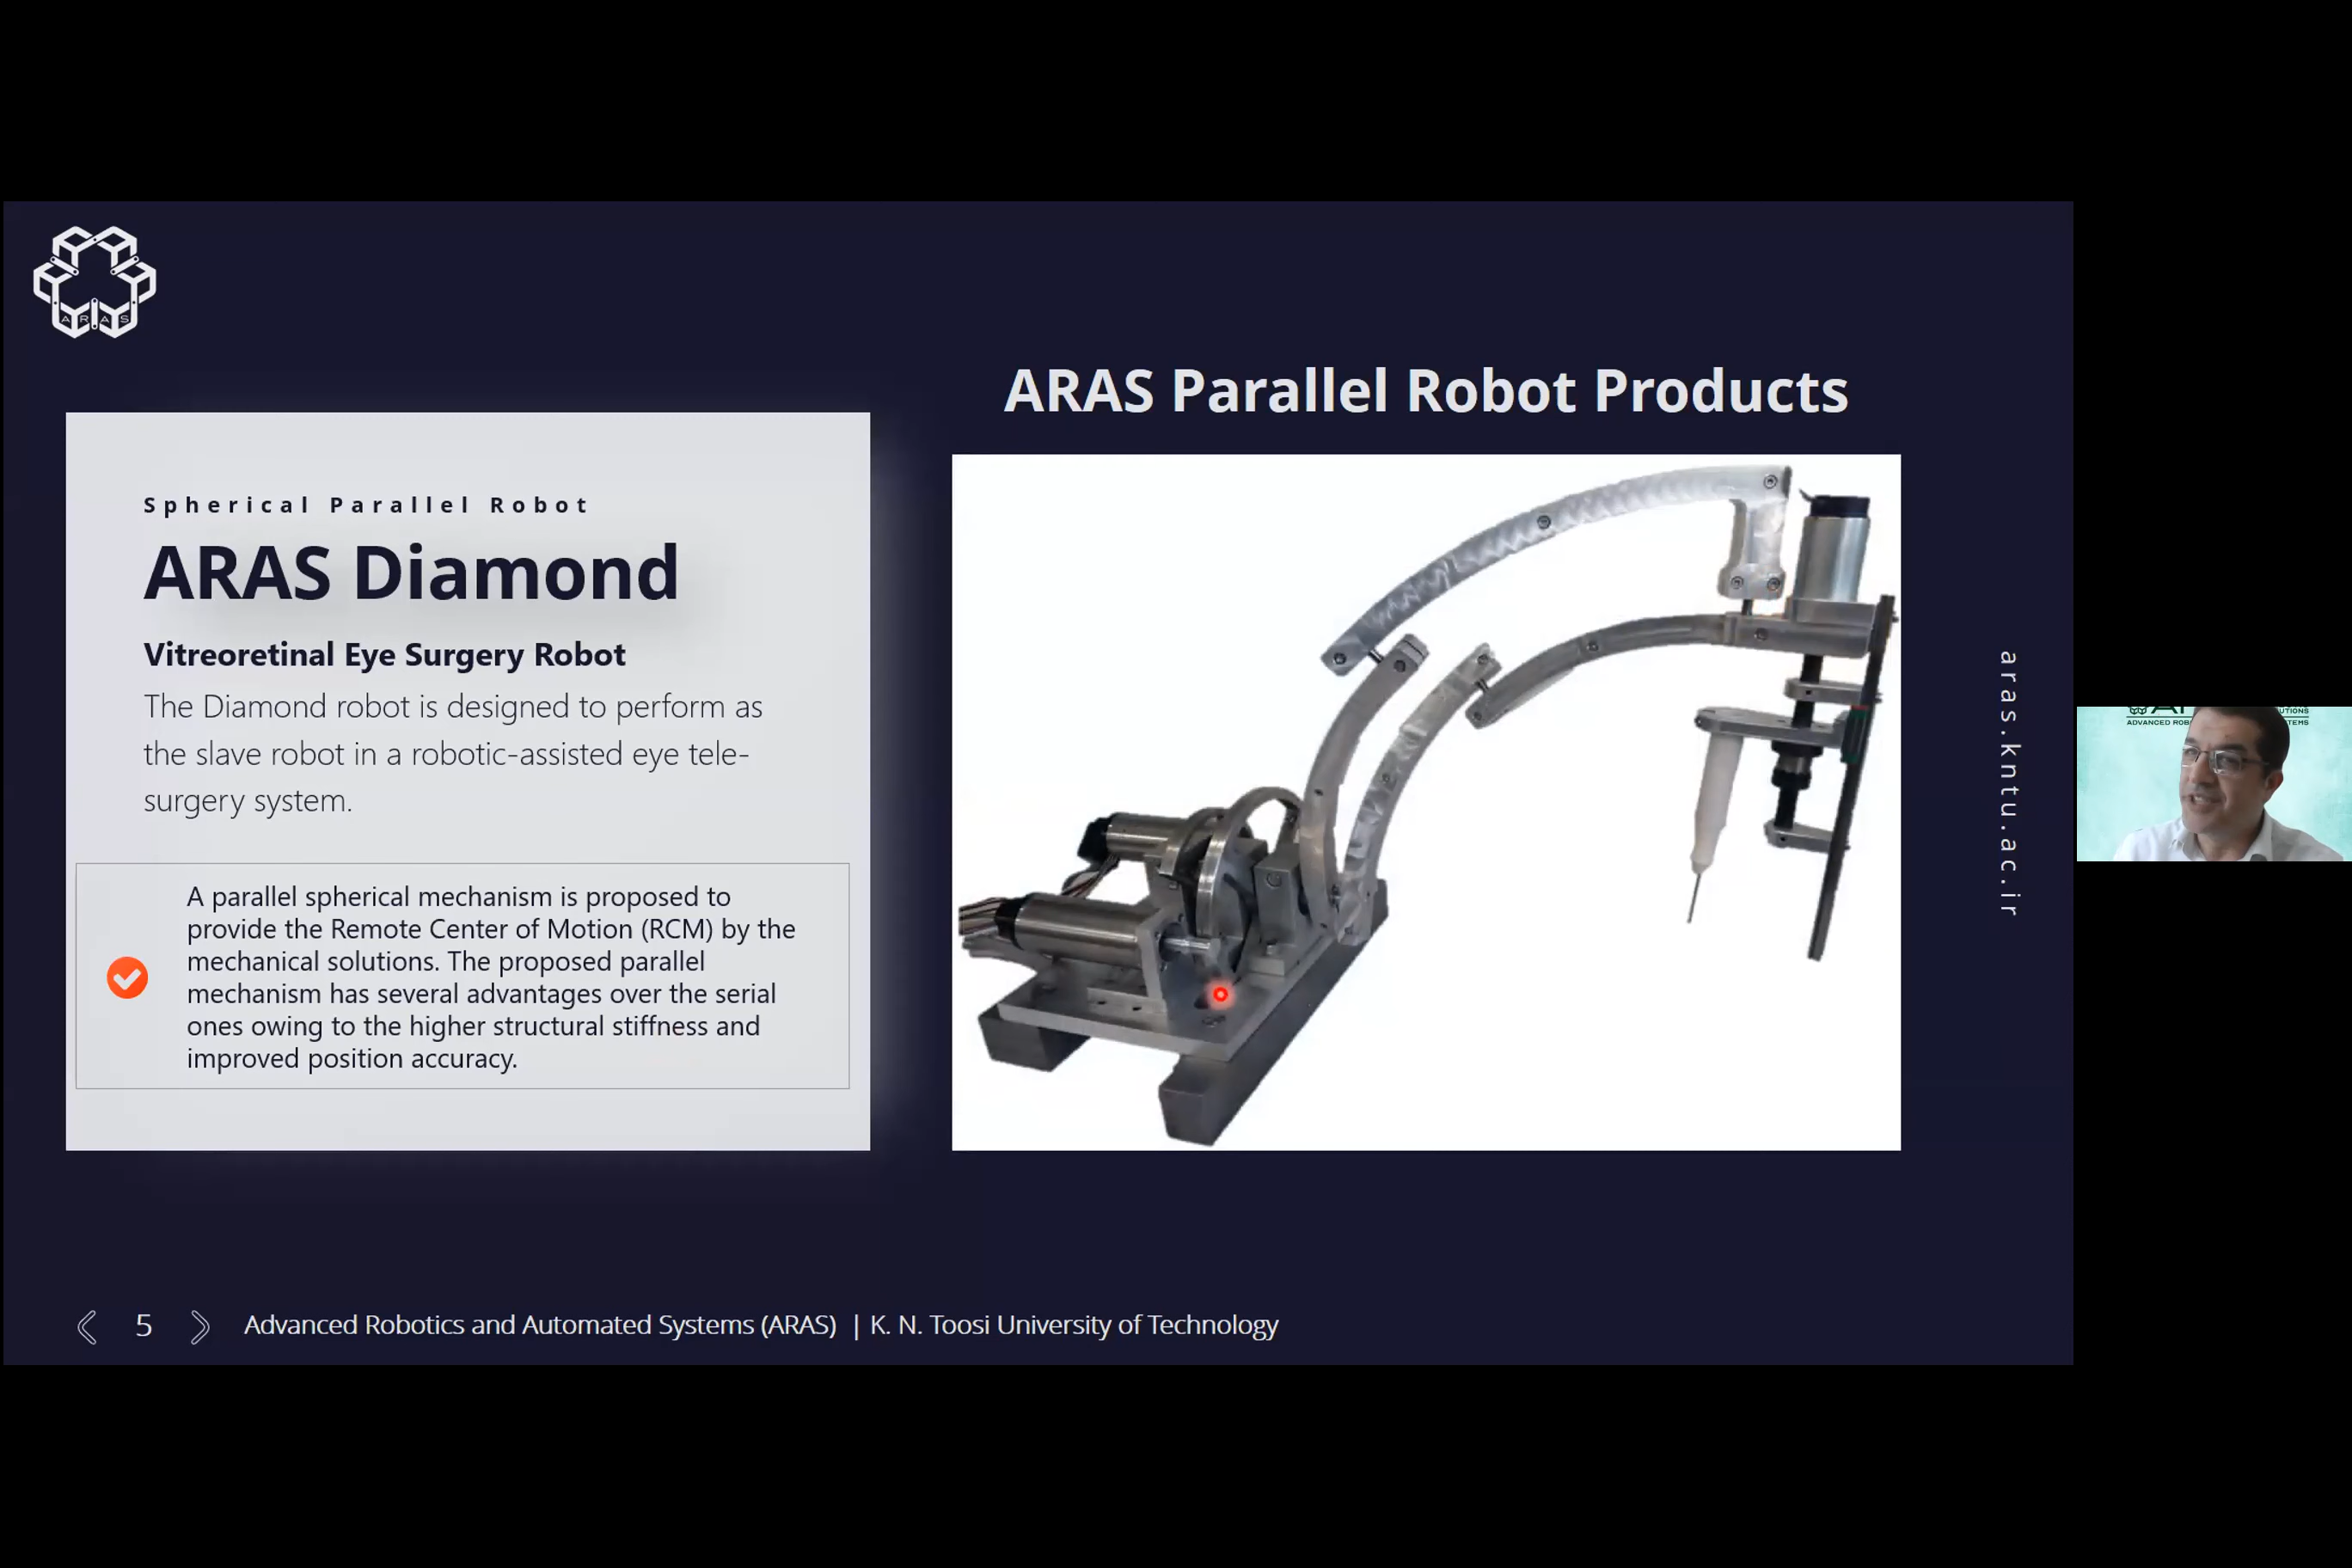 ARAS
ARAS Parallel Robot Products
Spherical Parallel Robot
ARAS Diamond
Vitreoretinal Eye Surgery Robot
The Diamond robot is designed to perform as
the slave robot in a robotic-assisted eye tele-
surgery system.
A parallel spherical mechanism is proposed to
provide the Remote Center of Motion (RCM) by the
mechanical solutions. The proposed parallel
mechanism has several advantages over the serial
ones owing to the higher structural stiffness and
improved position accuracy.
aras.kntu.ac.ir
5
Advanced Robotics and Automated Systems (ARAS) | K. N. Toosi University of Technology